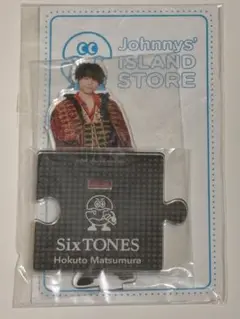 Johnnys'
ISLAND
STORE
SixTONES
Hokuto Matsumura